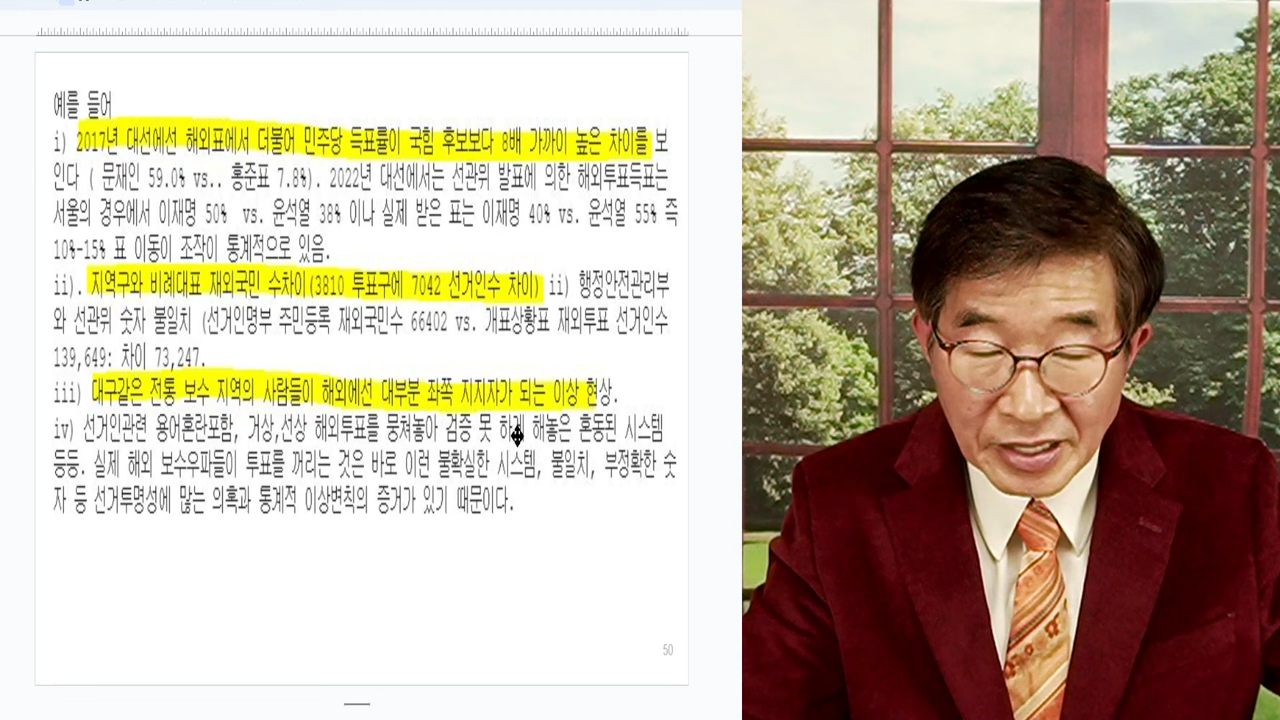 예를 들어
i) 2017년 대선에선 해외표에서 더불어 민주당 득표률이 국힘 후보보다 8배 가까이 높은 차이를 보
인다 ( 문재인 59.0% vs.. 홍준표 7.8%). 2022년 대선에서는 선관위 발표에 의한 해외투표득표는
서울의 경우에서 이재명 50% vs. 윤석열 38% 이나 실제 받은 표는 이재명 40% vs. 윤석열 55% 즉
10%-15% 표 이동이 조작이 통계적으로 있음.
ii). 지역구와 비례대표 재외국민 수차이(3810 투표구에 7042 선거인수 차이) ii) 행정안전관리부
와 선관위 숫자 불일치 (선거인명부 주민등록 재외국민수 66402 vs. 개표상황표 재외투표 선거인수
139,649: 차이 73,247.
iii) 대구같은 전통 보수 지역의 사람들이 해외에선 대부분 좌쪽 지지자가 되는 이상 현상.
iv) 선거인관련 용어혼란포함, 거상,선상 해외투표를 뭉쳐놓아 검증 못 하게 해놓은 혼동된 시스템
등등. 실제 해외 보수우파들이 투표를 꺼리는 것은 바로 이런 불확실한 시스템, 불일치, 부정확한 숫
자 등 선거투명성에 많는 의혹과 통계적 이상변칙의 증거가 있기 때문이다.
50